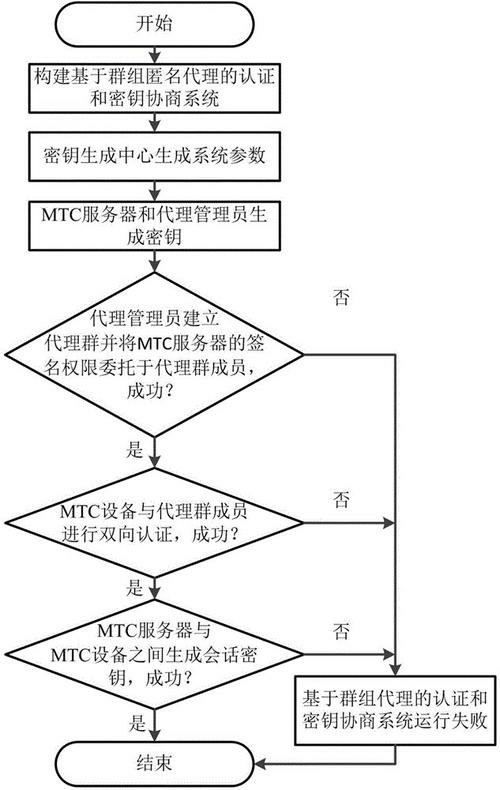 开始
构建基于群组匿名代理的认证
和密钥协商系统
密钥生成中心生成系统参数
MTC服务器和代理管理员生
成密钥
否
代理管理员建立
代理群并将MTC服务器的签
名权限委托于代理群成员，
成功？
是
否
MTC设备与代理群成员
进行双向认证，成功？
是
否
MTC服务器与
MTC设备之间生成会话密
钥，成功？
是
基于群组代理的认证和
密钥协商系统运行失败
结束